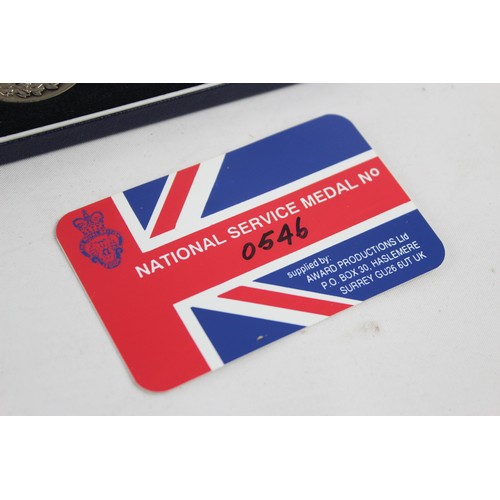 NATIONAL SERVICE MEDAL Nº
0546
supplied by:
AWARD PRODUCTIONS Ltd
P.O. BOX 30, HASLEMERE
SURREY GU26 6UT UK